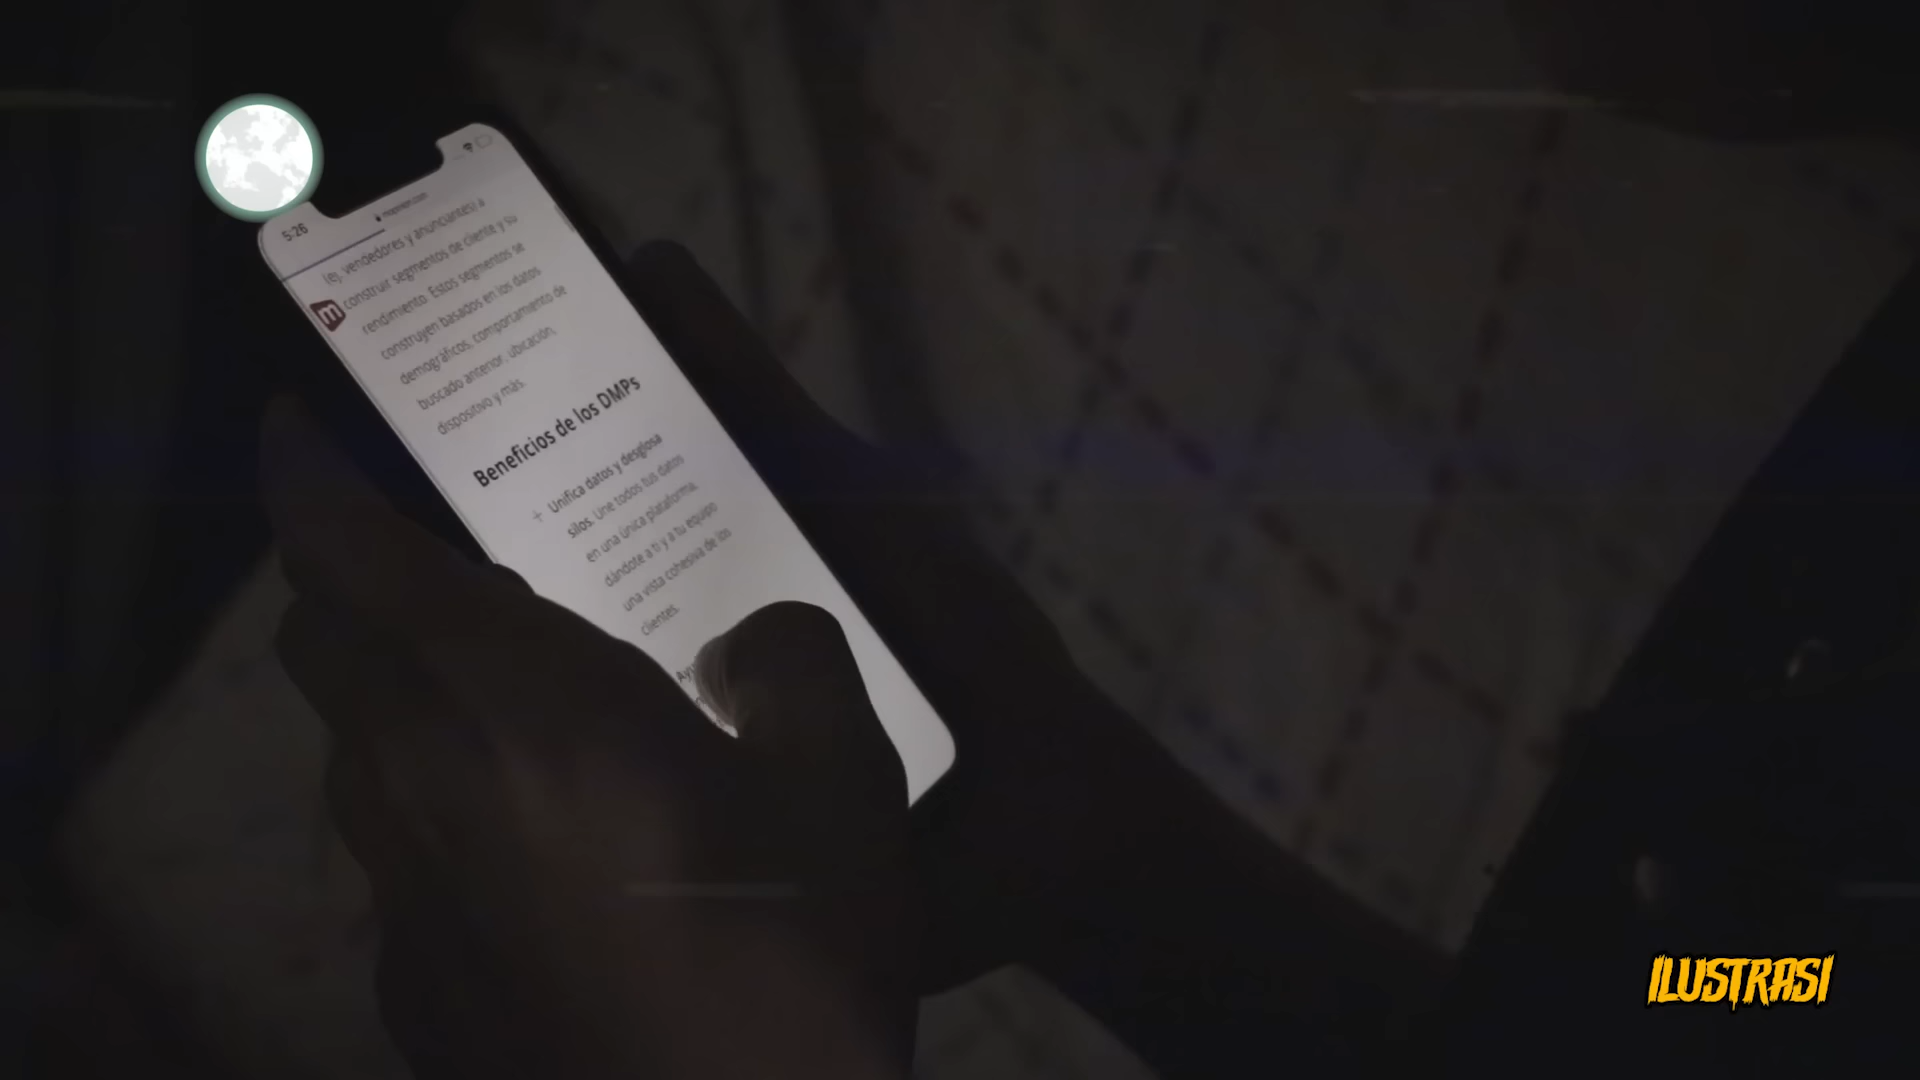 5:26
(ej. vendedores y anunciantes) a
construir segmentos de cliente y su
rendimiento. Estos segmentos se
construyen basados en los datos
demográficos, comportamiento de
buscado anterior, ubicación,
dispositivo y más.
Beneficios de los DMPs
+ Unifica datos y desglosa
silos. Une todos tus datos
en una única plataforma,
dándote a ti y a tu equipo
una vista cohesiva de los
clientes.
m
ILUSTRASI